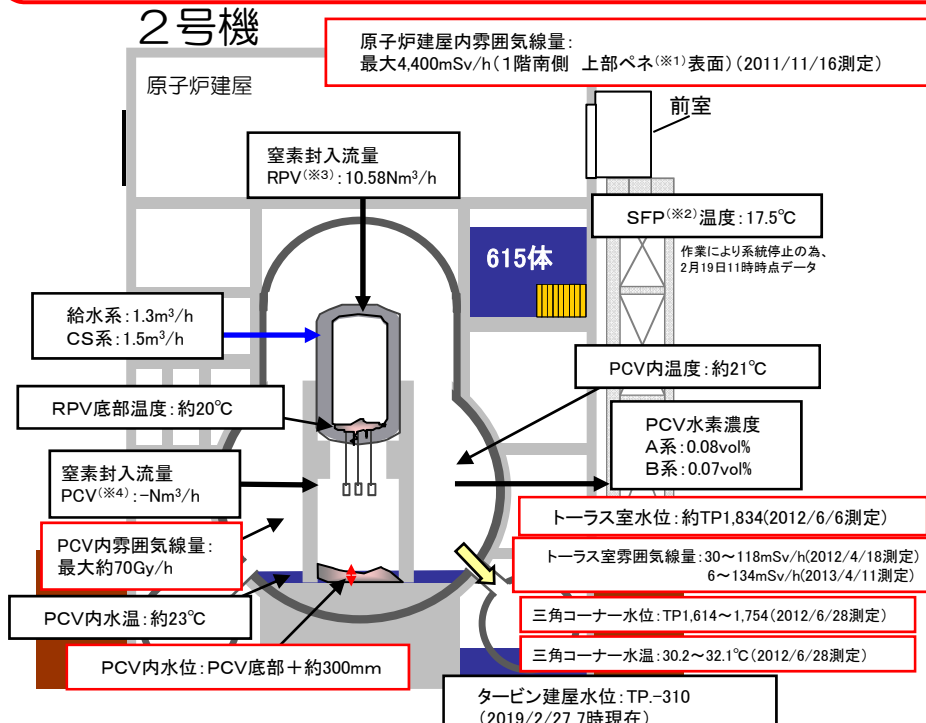 ２号機
原子炉建屋内雰囲気線量：
最大4,400mSv/h（１階南側　上部ペネ(※1)表面）（2011/11/16測定）
原子炉建屋
前室
窒素封入流量
RPV(※3)：10.58Nm³/h
SFP(※2)温度：17.5℃
作業により系統停止の為、
2月19日11時時点データ
615体
給水系：1.3m³/h
CS系：1.5m³/h
PCV内温度：約21℃
RPV底部温度：約20℃
PCV水素濃度
A系：0.08vol%
B系：0.07vol%
窒素封入流量
PCV(※4)：-Nm³/h
トーラス室水位：約TP1,834（2012/6/6測定）
PCV内雰囲気線量：
最大約70Gy/h
トーラス室雰囲気線量：30～118mSv/h(2012/4/18測定)
6～134mSv/h(2013/4/11測定)
PCV内水温：約23℃
三角コーナー水位：TP1,614～1,754（2012/6/28測定）
三角コーナー水温：30.2～32.1℃（2012/6/28測定）
PCV内水位：PCV底部＋約300mm
タービン建屋水位：TP.-310
（2019/2/27 7時現在）